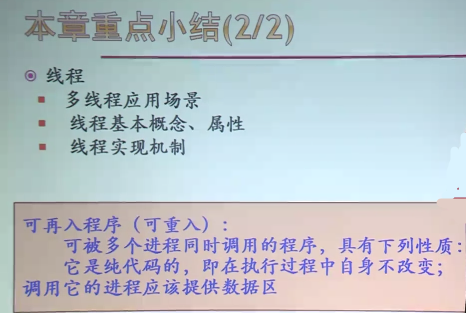 本章重点小结(2/2)
线程
多线程应用场景
线程基本概念、属性
线程实现机制
可再入程序（可重入）：
可被多个进程同时调用的程序，具有下列性质：
它是纯代码的，即在执行过程中自身不改变；
调用它的进程应该提供数据区